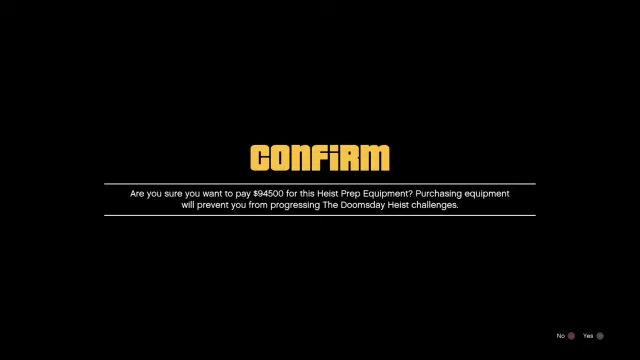 CONFIRM
Are you sure you want to pay $94500 for this Heist Prep Equipment? Purchasing equipment
will prevent you from progressing The Doomsday Heist challenges.
No Yes